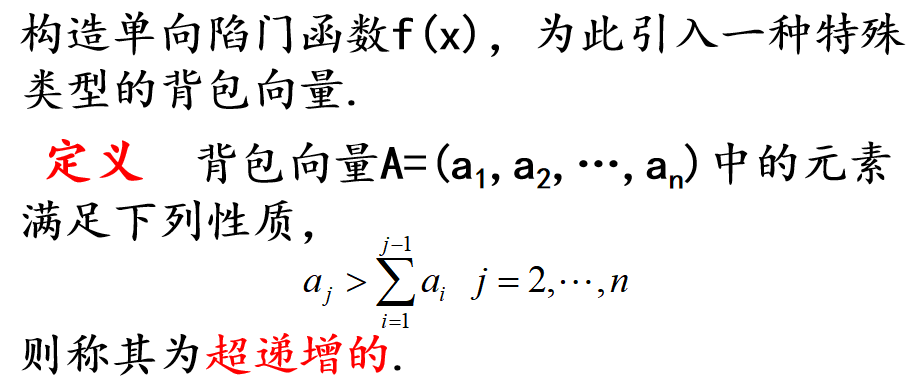 构造单向陷门函数f(x), 为此引入一种特殊
类型的背包向量.
定义 背包向量A=(a₁,a₂,…,aₙ)中的元素
满足下列性质,
$a_j > \sum_{i=1}^{j-1} a_i \quad j=2,\cdots,n$
则称其为超递增的.